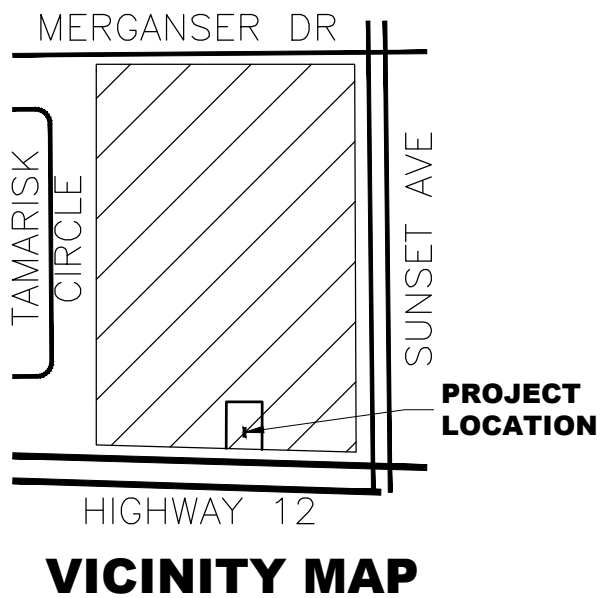 MERGANSER DR
TAMARISK
CIRCLE
SUNSET AVE
PROJECT
LOCATION
HIGHWAY 12
VICINITY MAP